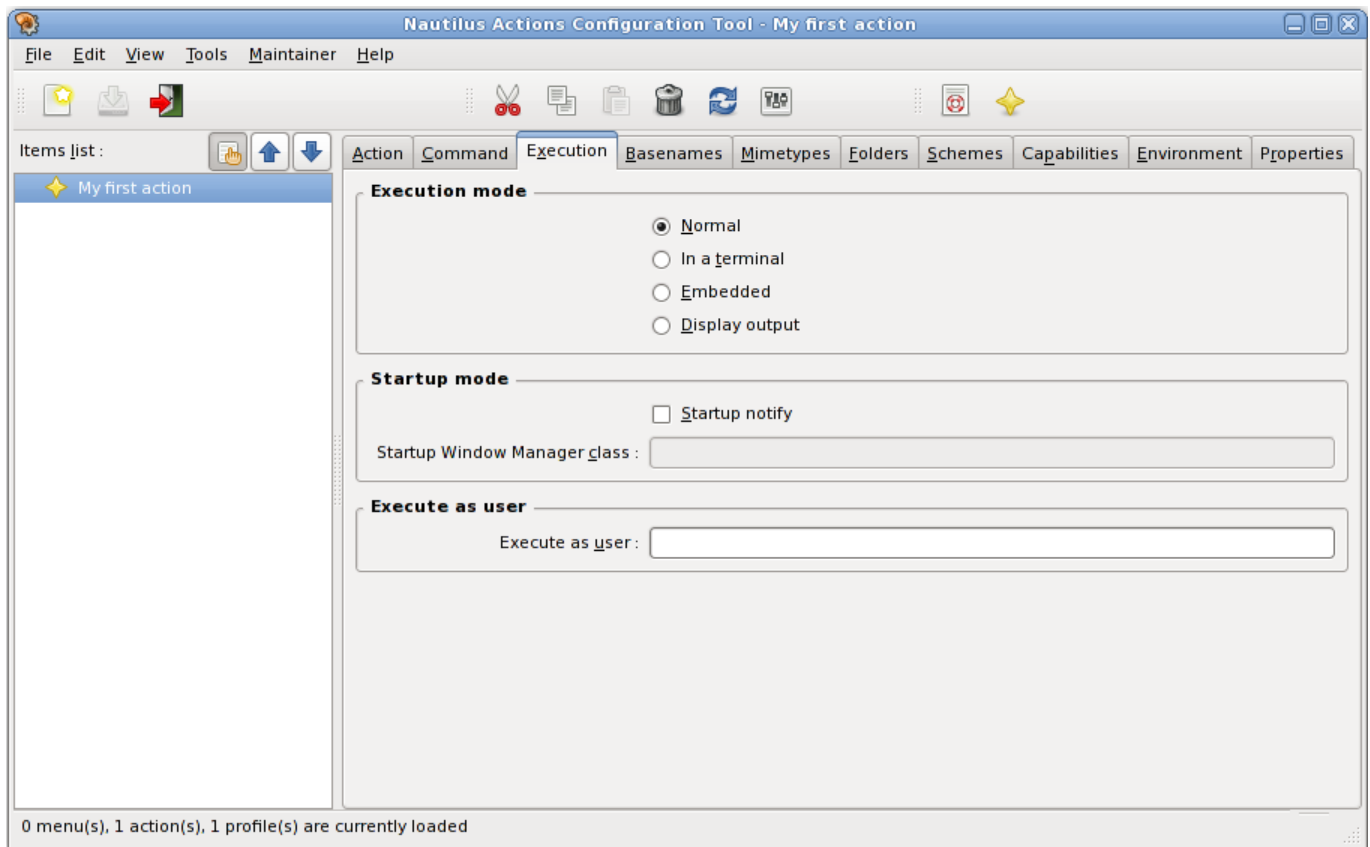 Nautilus Actions Configuration Tool - My first action
File Edit View Tools Maintainer Help
Items list :
Action Command Execution Basenames Mimetypes Folders Schemes Capabilities Environment Properties
My first action
Execution mode
Normal
In a terminal
Embedded
Display output
Startup mode
Startup notify
Startup Window Manager class :
Execute as user
Execute as user :
0 menu(s), 1 action(s), 1 profile(s) are currently loaded